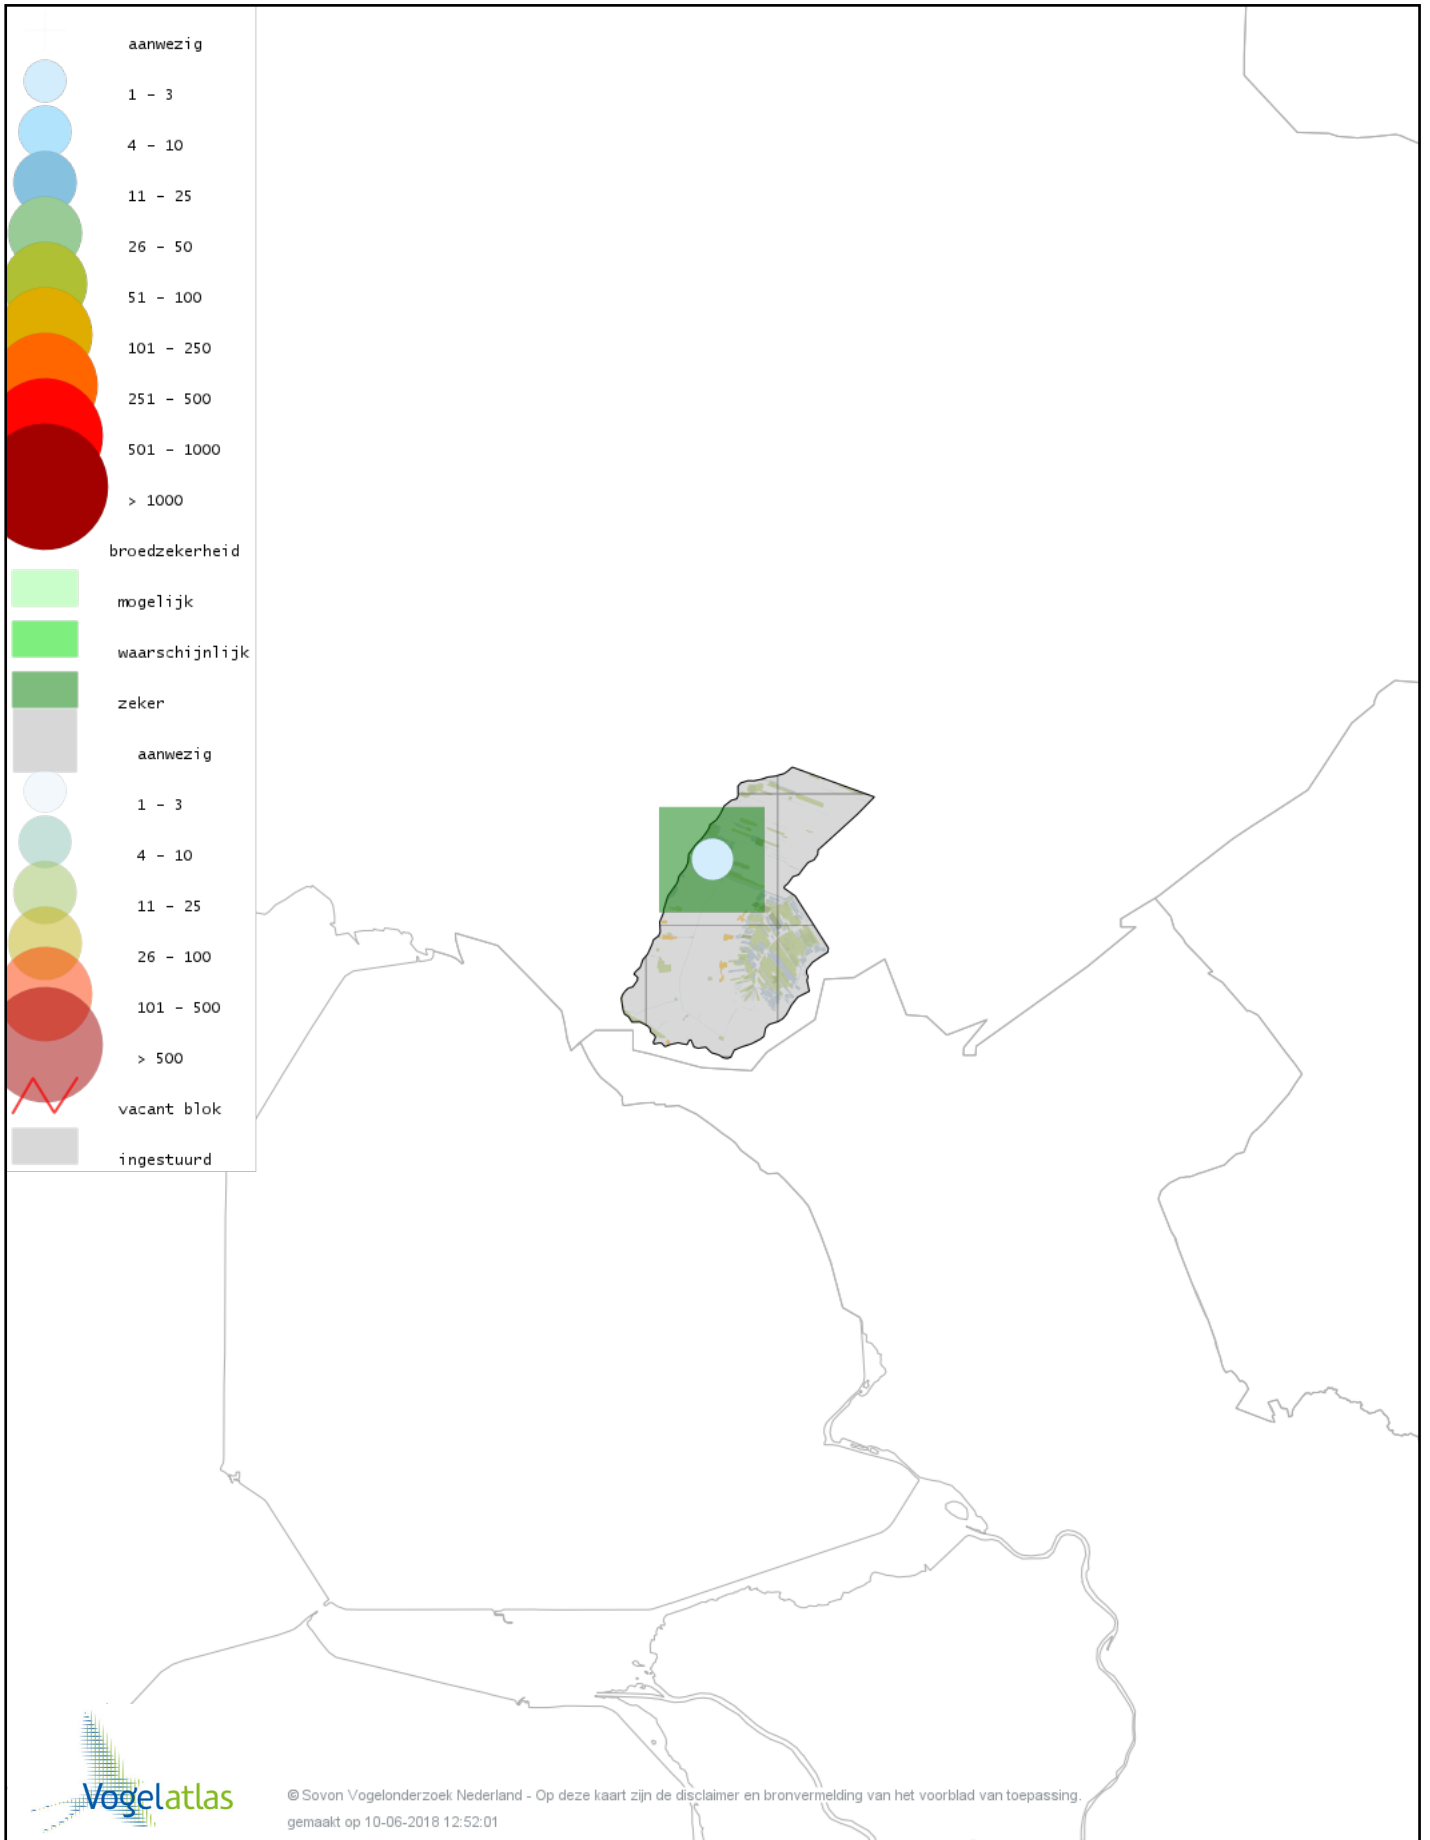 aanwezig
1 - 3
4 - 10
11 - 25
26 - 50
51 - 100
101 - 250
251 - 500
501 - 1000
> 1000
broedzekerheid
mogelijk
waarschijnlijk
zeker
aanwezig
1 - 3
4 - 10
11 - 25
26 - 100
101 - 500
> 500
vacant blok
ingestuurd
Vogelatlas
© Sovon Vogelonderzoek Nederland - Op deze kaart zijn de disclaimer en bronvermelding van het voorblad van toepassing.
gemaakt op 10-06-2018 12:52:01